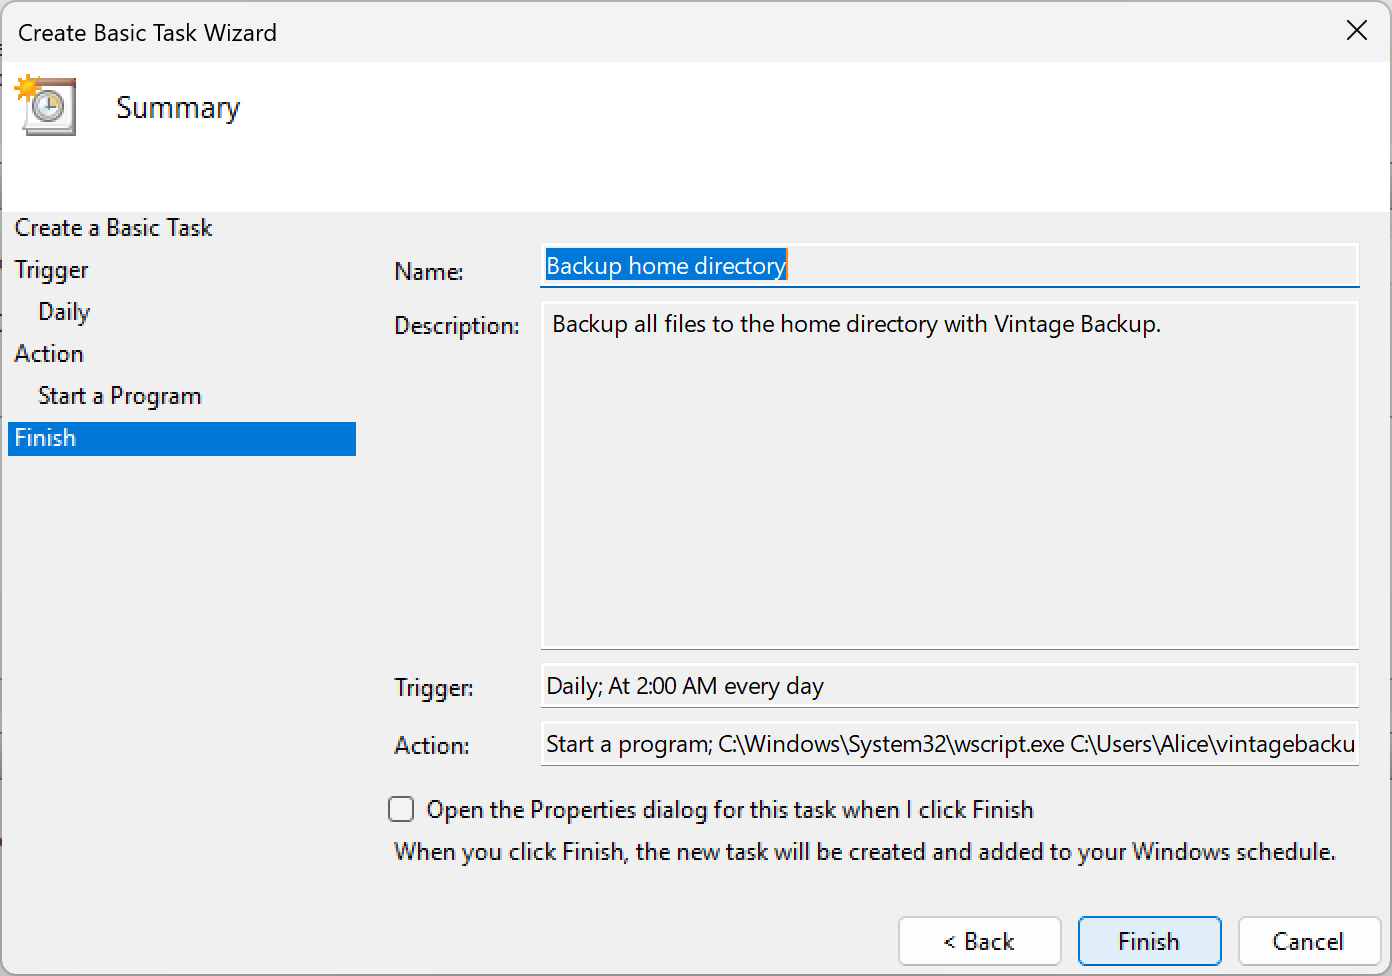 Create Basic Task Wizard
Summary
Create a Basic Task
Trigger
Daily
Action
Start a Program
Finish
Name:
Backup home directory
Description:
Backup all files to the home directory with Vintage Backup.
Trigger:
Daily; At 2:00 AM every day
Action:
Start a program; C:\Windows\System32\wscript.exe C:\Users\Alice\vintagebacku
Open the Properties dialog for this task when I click Finish
When you click Finish, the new task will be created and added to your Windows schedule.
< Back
Finish
Cancel